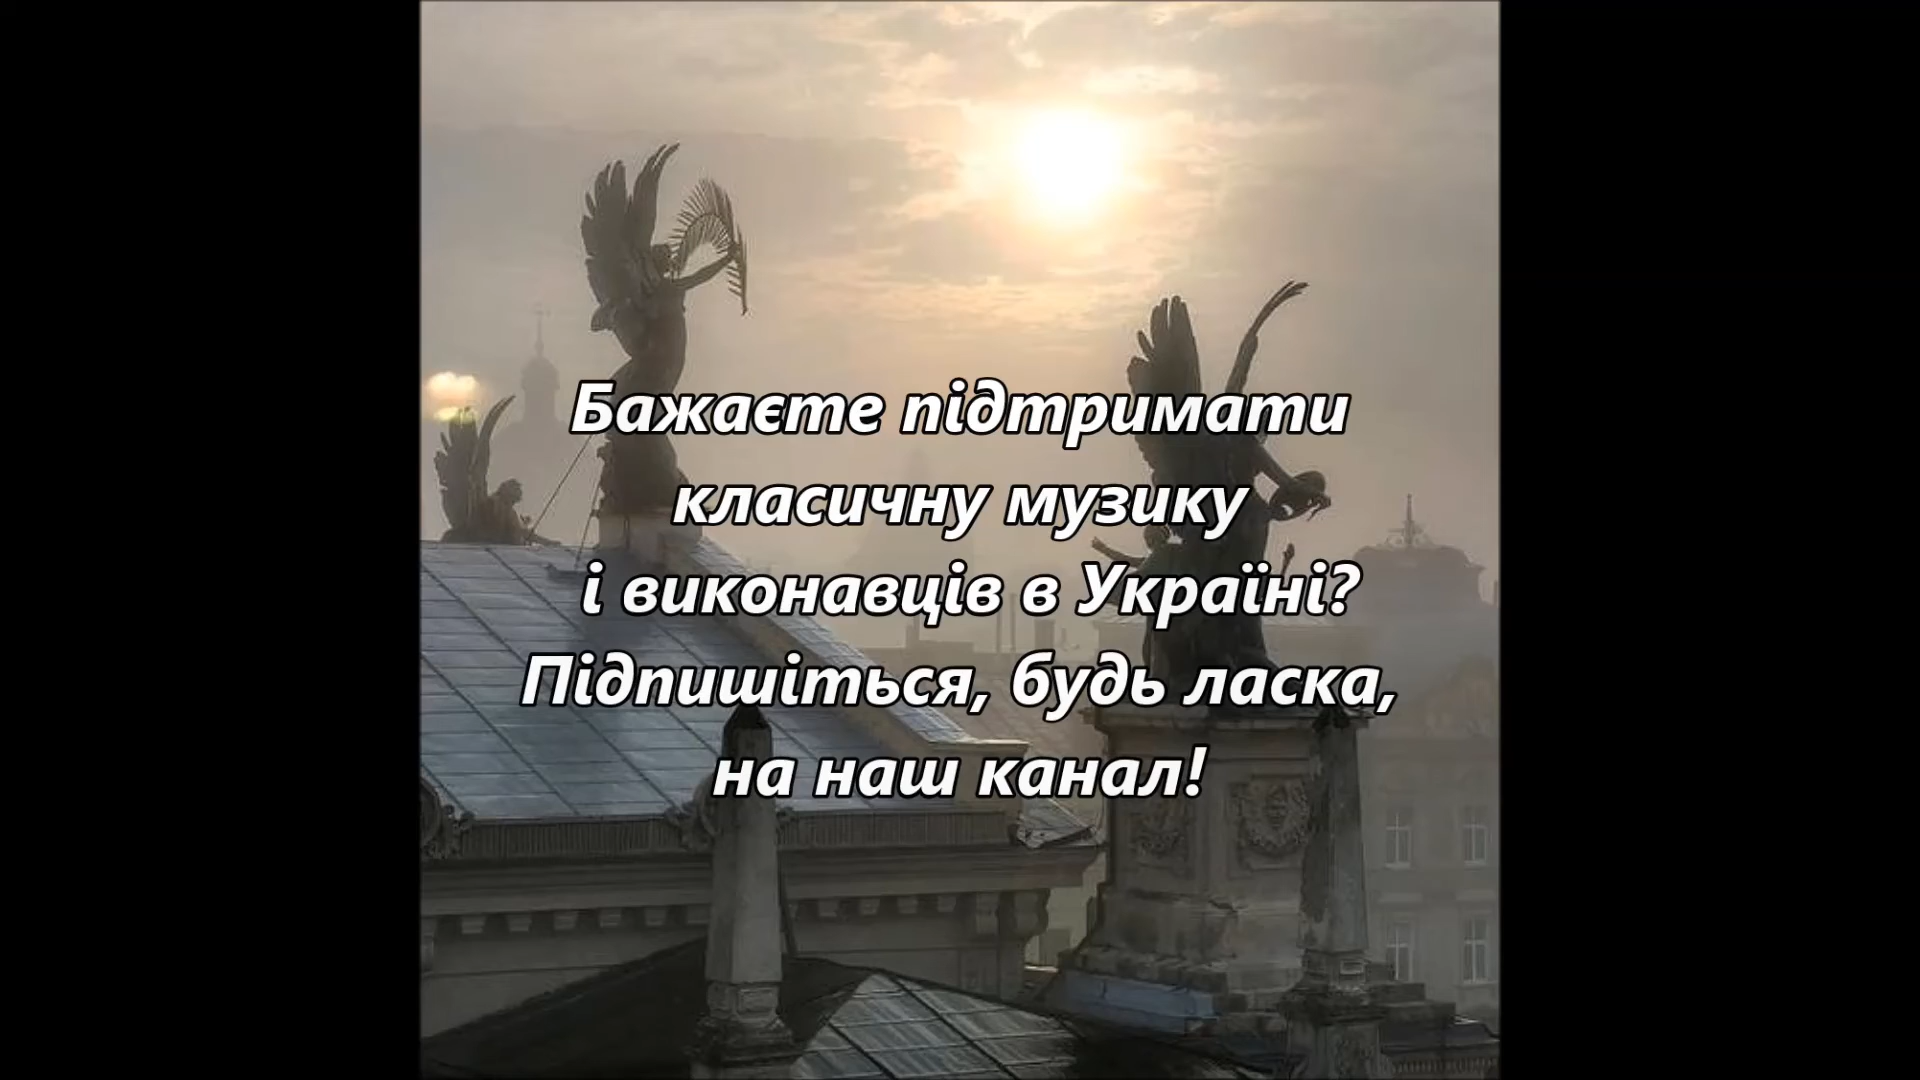 Бажаєте підтримати
класичну музику
і виконавців в Україні?
Підпишіться, будь ласка,
на наш канал!